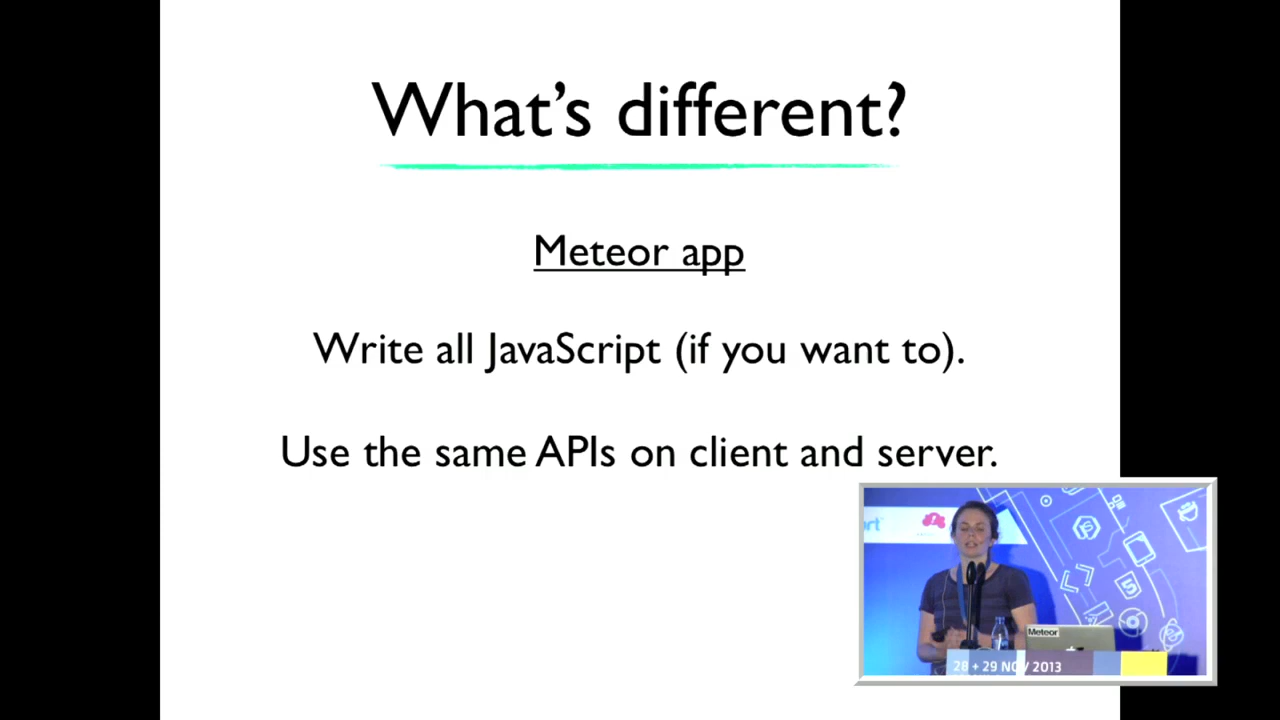 What's different?
Meteor app
Write all JavaScript (if you want to).
Use the same APIs on client and server.
Meteor
28 + 29 NOV 2013